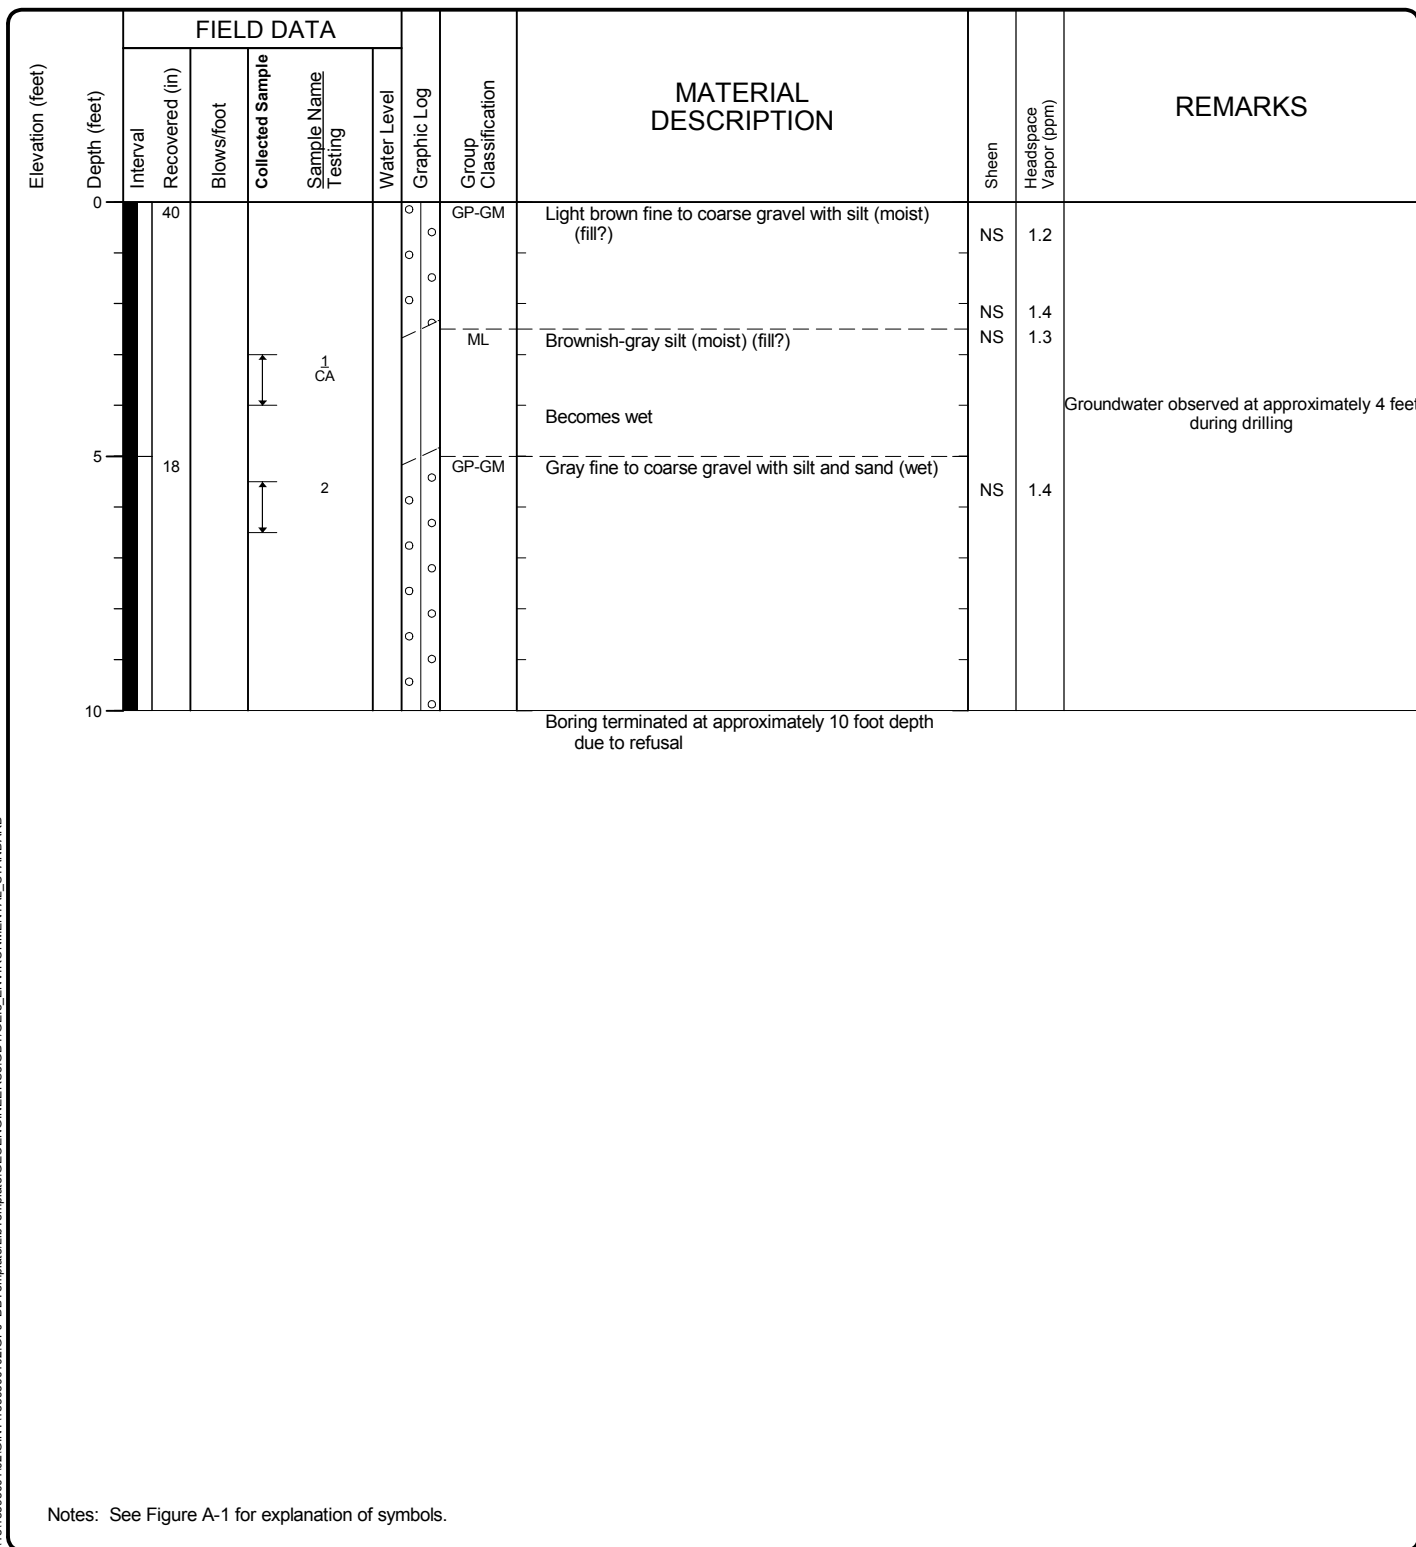 FIELD DATA
Elevation (feet)
Depth (feet)
Interval
Recovered (in)
Blows/foot
Collected Sample
Sample Name
Testing
Water Level
Graphic Log
Group
Classification
MATERIAL
DESCRIPTION
Sheen
Headspace
Vapor (ppm)
REMARKS
0
40
GP-GM
Light brown fine to coarse gravel with silt (moist)
(fill?)
NS
1.2
NS
1.4
ML
Brownish-gray silt (moist) (fill?)
NS
1.3
1
CA
Becomes wet
Groundwater observed at approximately 4 feet
during drilling
5
18
GP-GM
Gray fine to coarse gravel with silt and sand (wet)
2
NS
1.4
10
Boring terminated at approximately 10 foot depth
due to refusal
Notes: See Figure A-1 for explanation of symbols.